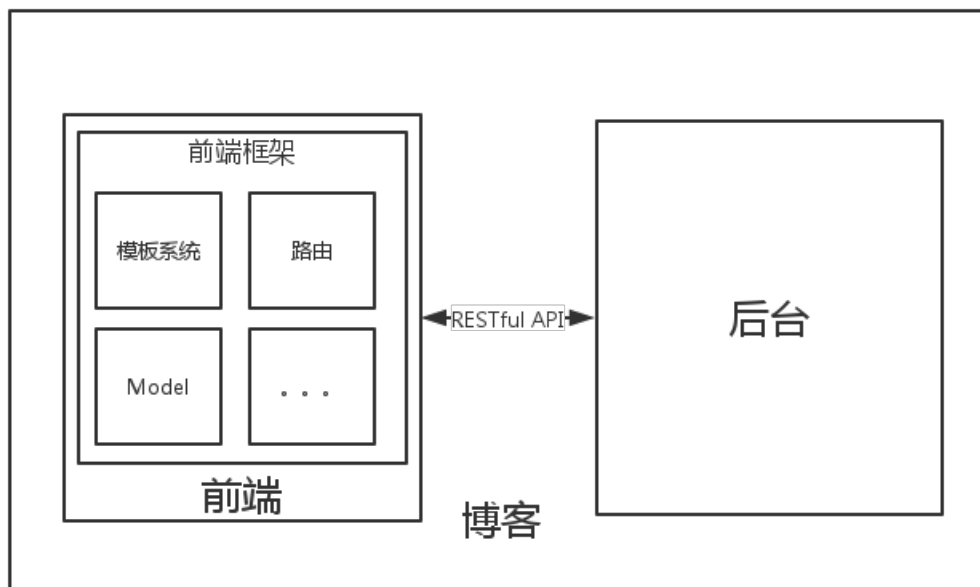 前端框架
模板系统
路由
Model
。。。
前端
RESTful API
后台
博客